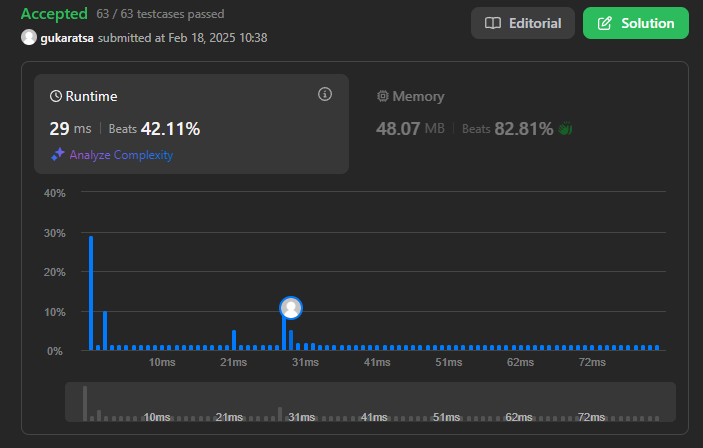 Accepted 63 / 63 testcases passed
gukaratsa submitted at Feb 18, 2025 10:38
Editorial
Solution
Runtime
29 ms | Beats 42.11%
Analyze Complexity
Memory
48.07 MB | Beats 82.81%
40%
30%
20%
10%
0%
10ms 21ms 31ms 41ms 51ms 62ms 72ms
10ms 21ms 31ms 41ms 51ms 62ms 72ms